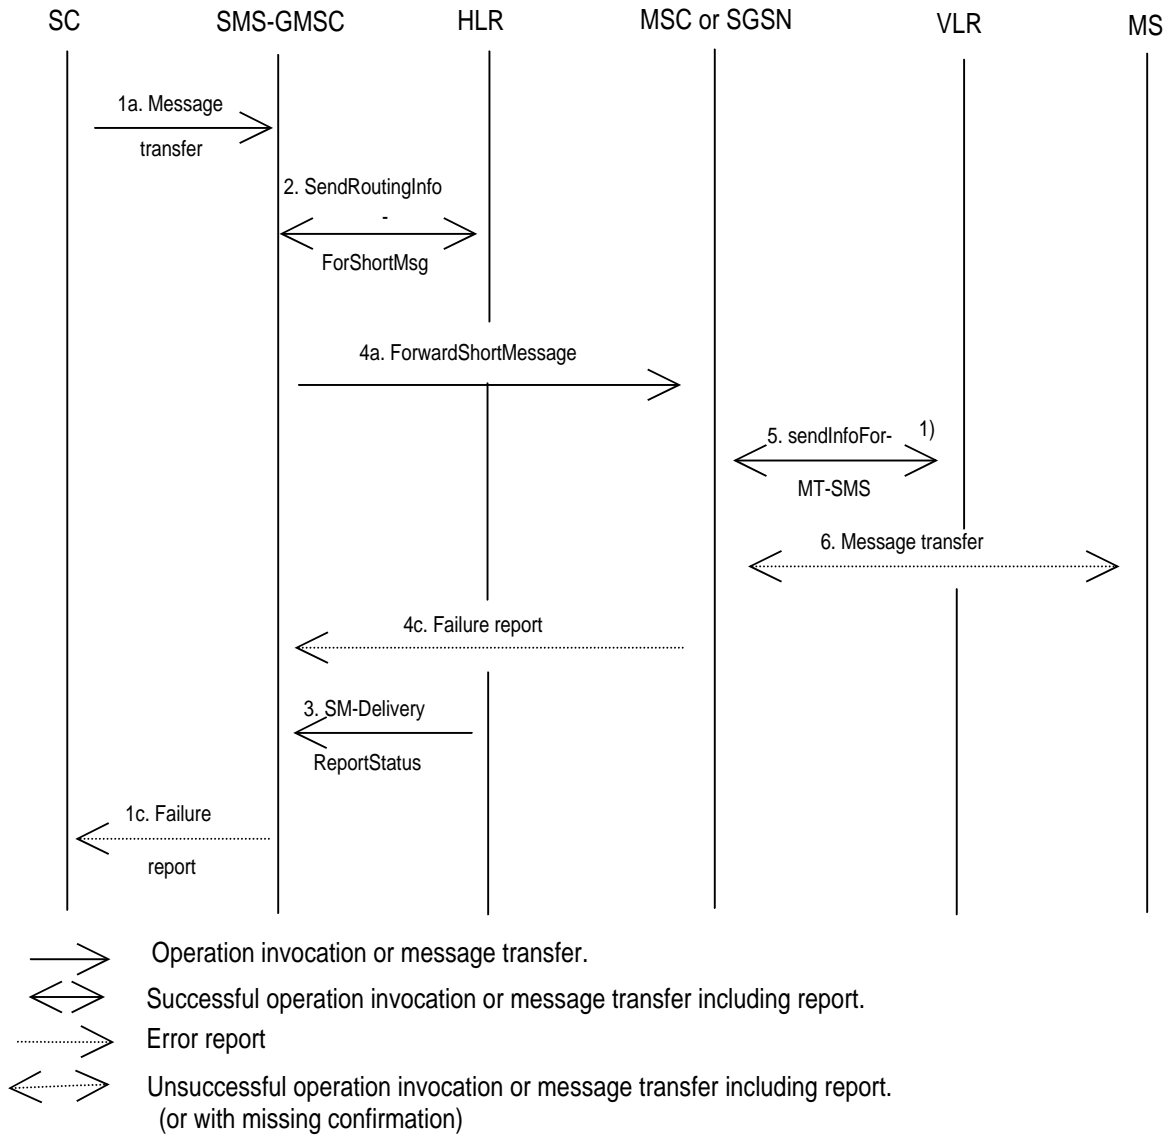 SC SMS-GMSC HLR MSC or SGSN VLR MS
1a. Message
transfer
2. SendRoutingInfo
-
ForShortMsg
4a. ForwardShortMessage
5. sendInfoFor- 1)
MT-SMS
6. Message transfer
4c. Failure report
3. SM-Delivery
ReportStatus
1c. Failure
report
Operation invocation or message transfer.
Successful operation invocation or message transfer including report.
Error report
Unsuccessful operation invocation or message transfer including report.
(or with missing confirmation)